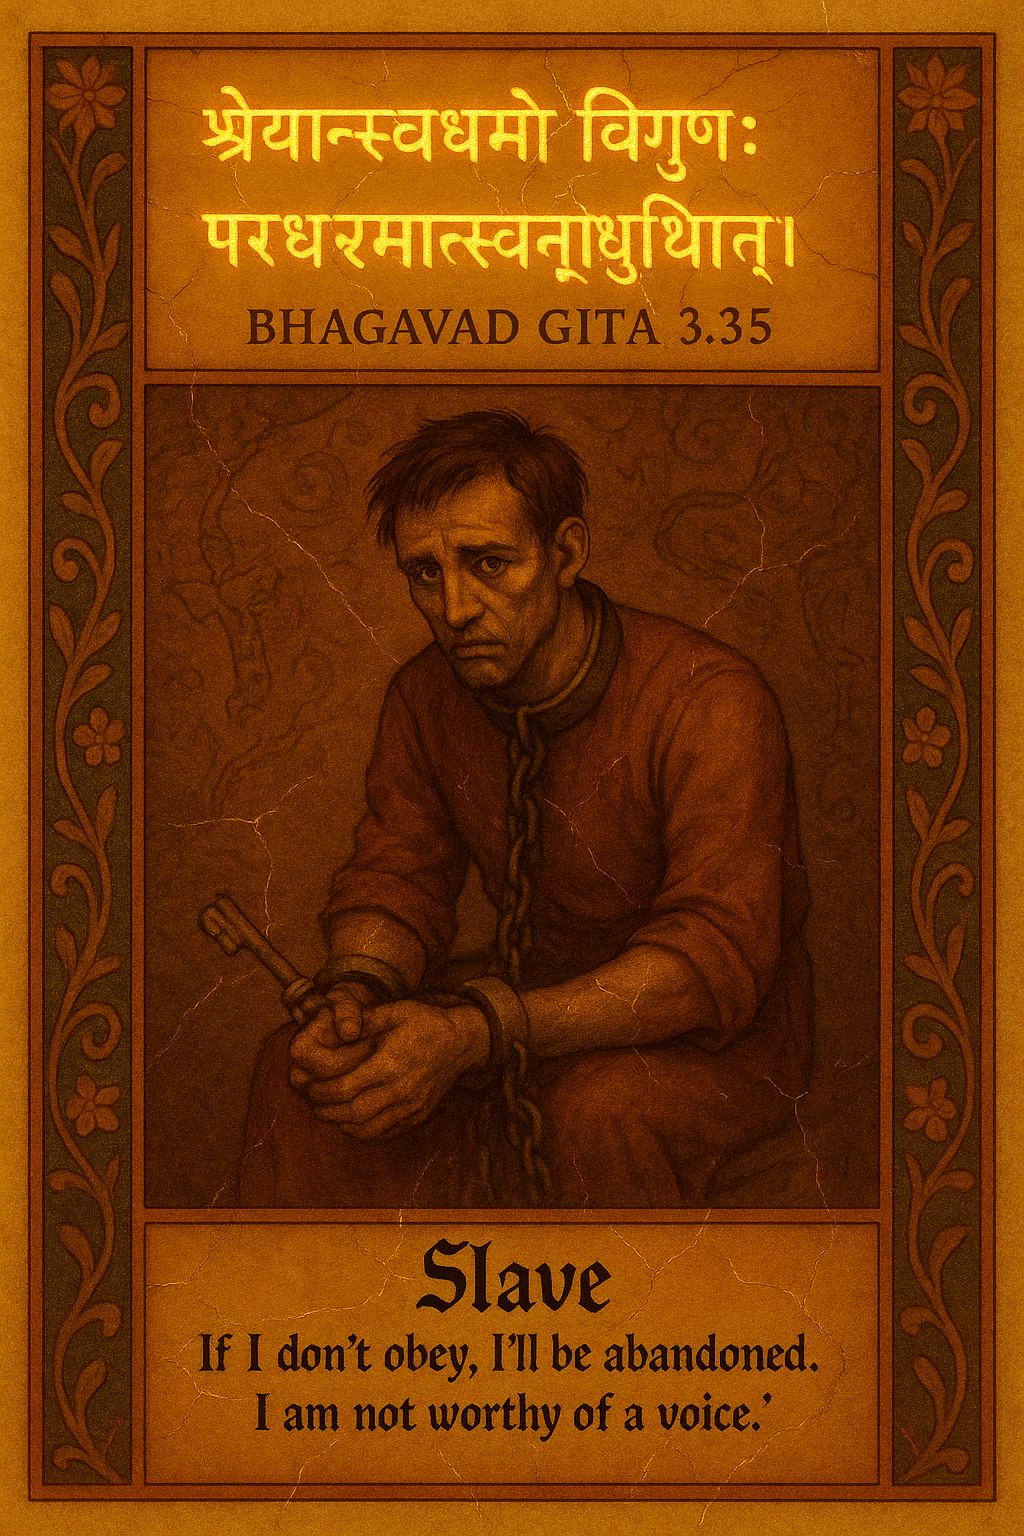 श्रेयान्स्वधमो विगुणः
परधरमात्स्वनाुधुथिात्।
BHAGAVAD GITA 3.35
Slave
If I don't obey, I'll be abandoned.
I am not worthy of a voice.'